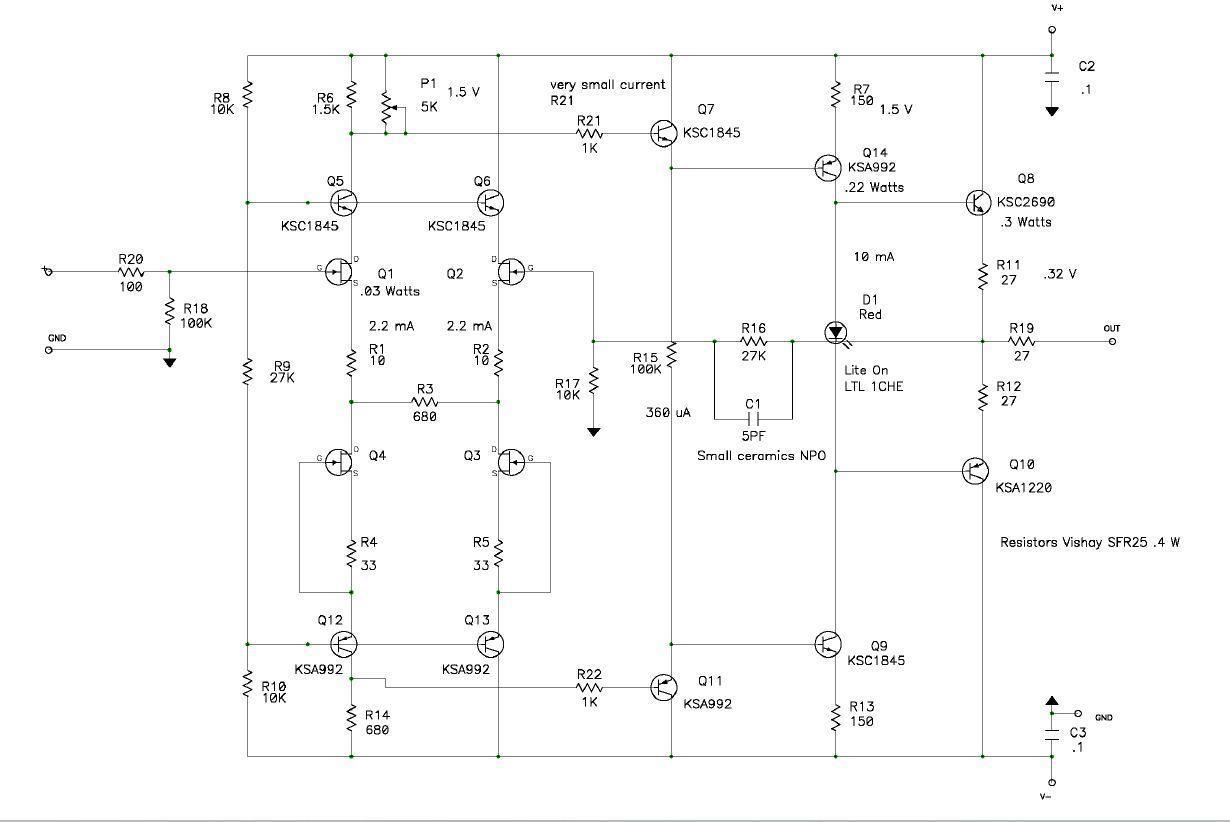 V+
C2
.1
R8
10K
R6
1.5K
P1
5K
1.5 V
very small current
R21
R21
1K
Q7
KSC1845
R7
150
1.5 V
Q14
KSA992
.22 Watts
Q5
KSC1845
Q6
KSC1845
Q8
KSC2690
.3 Watts
+
R20
100
R18
100K
GND
G
D
S
Q1
.03 Watts
Q2
D
S
G
10 mA
R11
27
.32 V
2.2 mA
2.2 mA
R1
10
R2
10
D1
Red
R9
27K
R3
680
R17
10K
R15
100K
360 uA
R16
27K
C1
5PF
Small ceramics NPO
Lite On
LTL 1CHE
R19
27
OUT
R12
27
G
D
S
Q4
Q3
D
S
G
Q10
KSA1220
R4
33
R5
33
Resistors Vishay SFR25 .4 W
Q12
KSA992
Q13
KSA992
Q9
KSC1845
R10
10K
R14
680
R22
1K
Q11
KSA992
R13
150
GND
C3
.1
V-